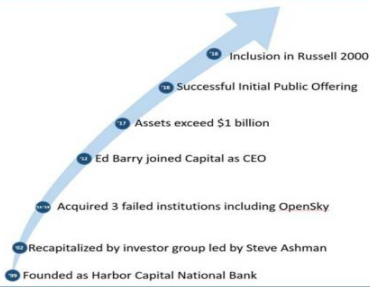 '18 Inclusion in Russell 2000
'18 Successful Initial Public Offering
'17 Assets exceed $1 billion
'12 Ed Barry joined Capital as CEO
Acquired 3 failed institutions including OpenSky
'02 Recapitalized by investor group led by Steve Ashman
'99 Founded as Harbor Capital National Bank